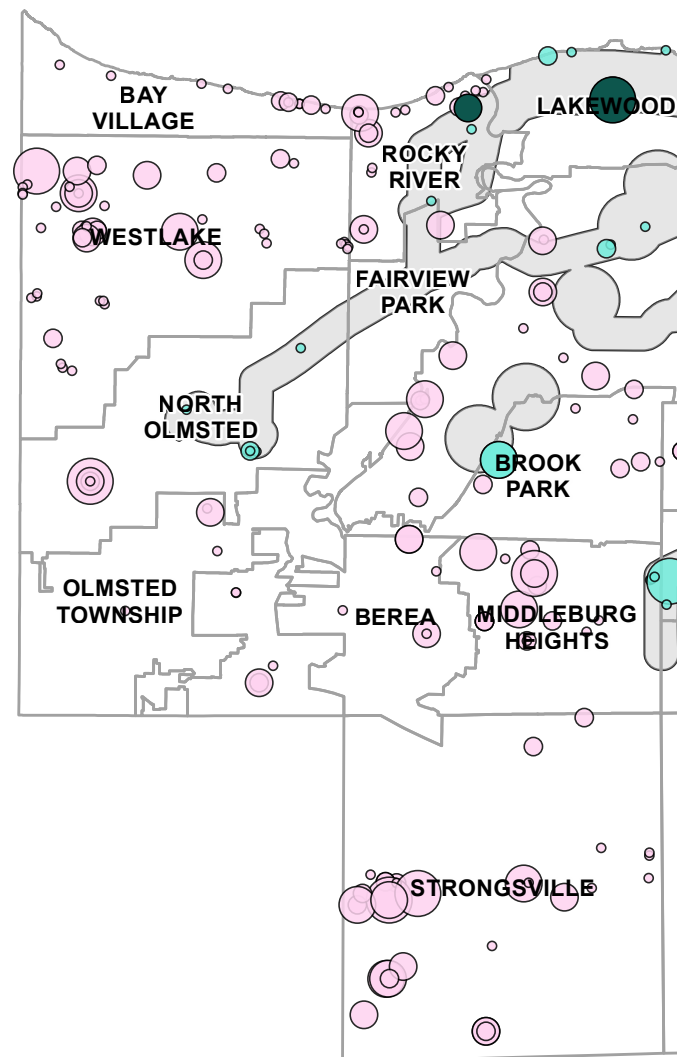 BAY
VILLAGE
LAKEWOOD
ROCKY
RIVER
WESTLAKE
FAIRVIEW
PARK
NORTH
OLMSTED
BROOK
PARK
OLMSTED
TOWNSHIP
BEREA
MIDDLEBURG
HEIGHTS
STRONGSVILLE